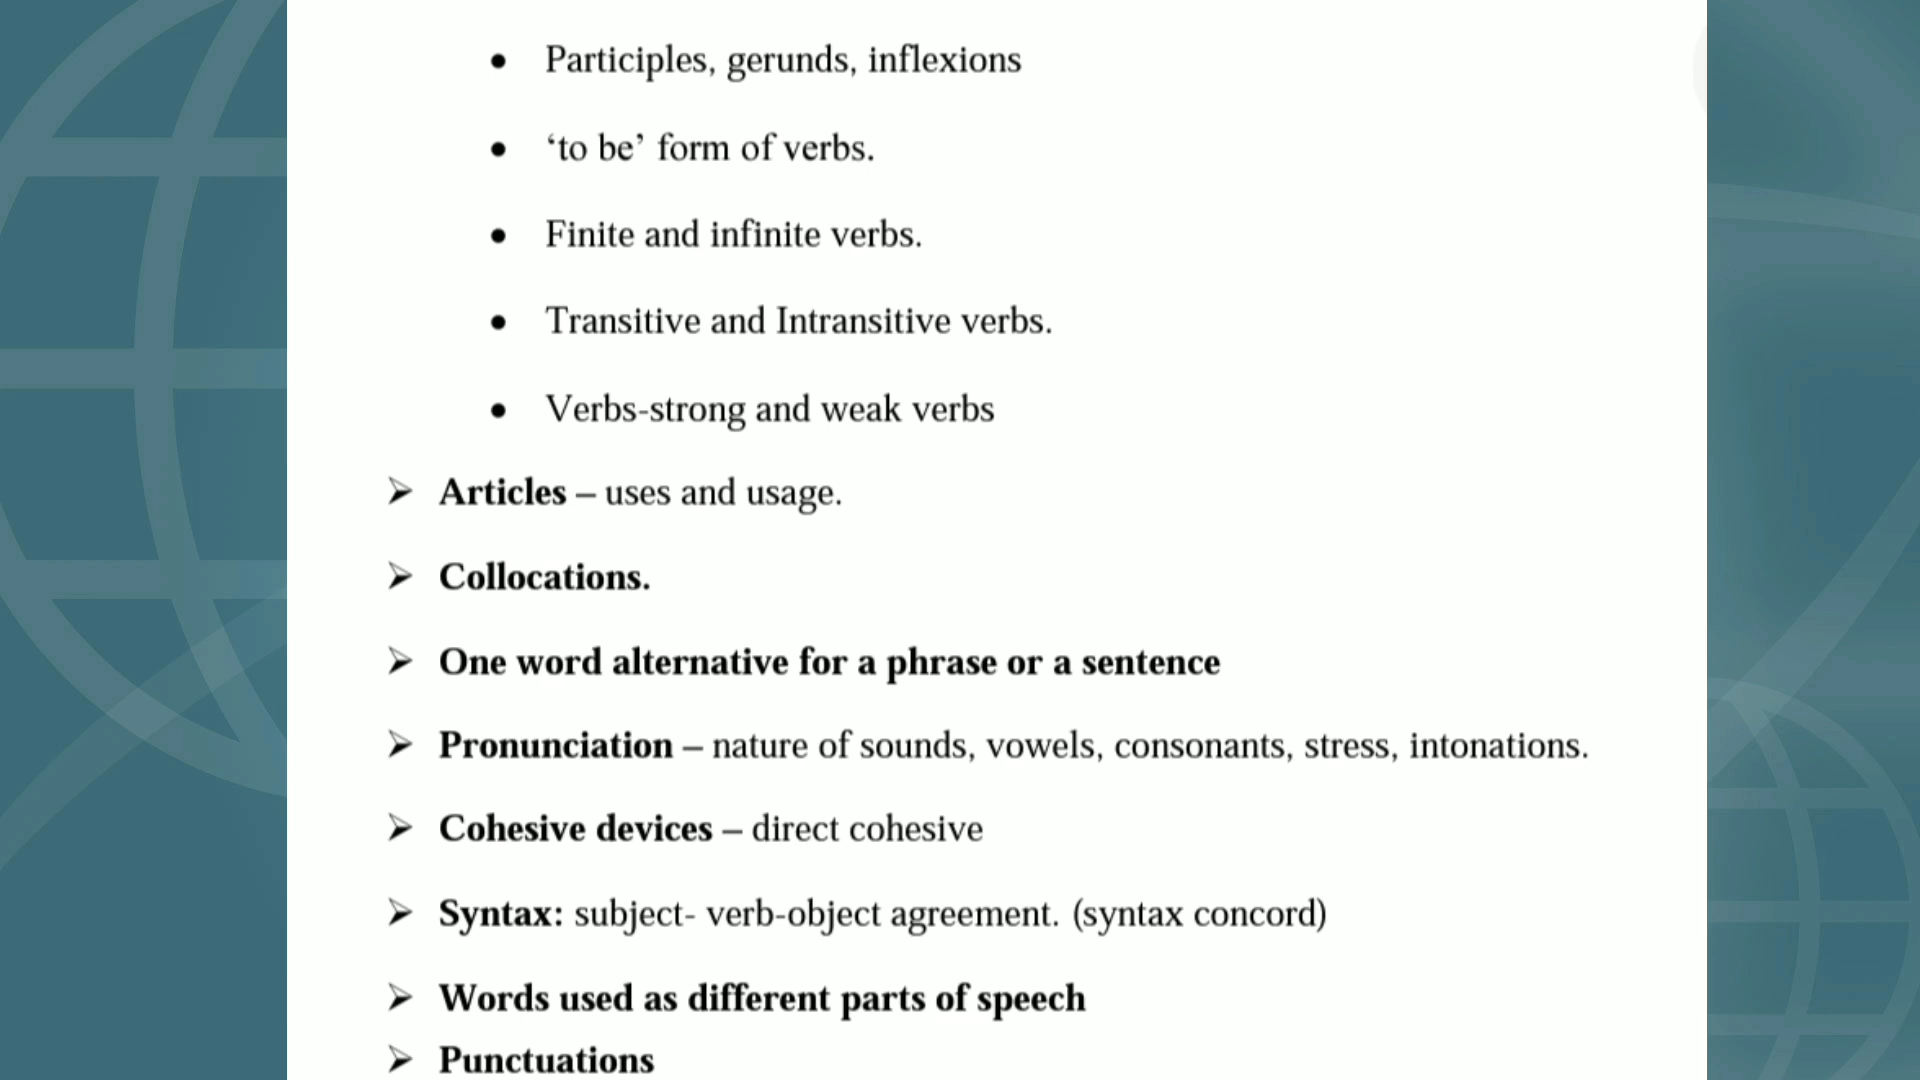 • Participles, gerunds, inflexions
• ‘to be’ form of verbs.
• Finite and infinite verbs.
• Transitive and Intransitive verbs.
• Verbs-strong and weak verbs
➢ Articles – uses and usage.
➢ Collocations.
➢ One word alternative for a phrase or a sentence
➢ Pronunciation – nature of sounds, vowels, consonants, stress, intonations.
➢ Cohesive devices – direct cohesive
➢ Syntax: subject- verb-object agreement. (syntax concord)
➢ Words used as different parts of speech
➢ Punctuations